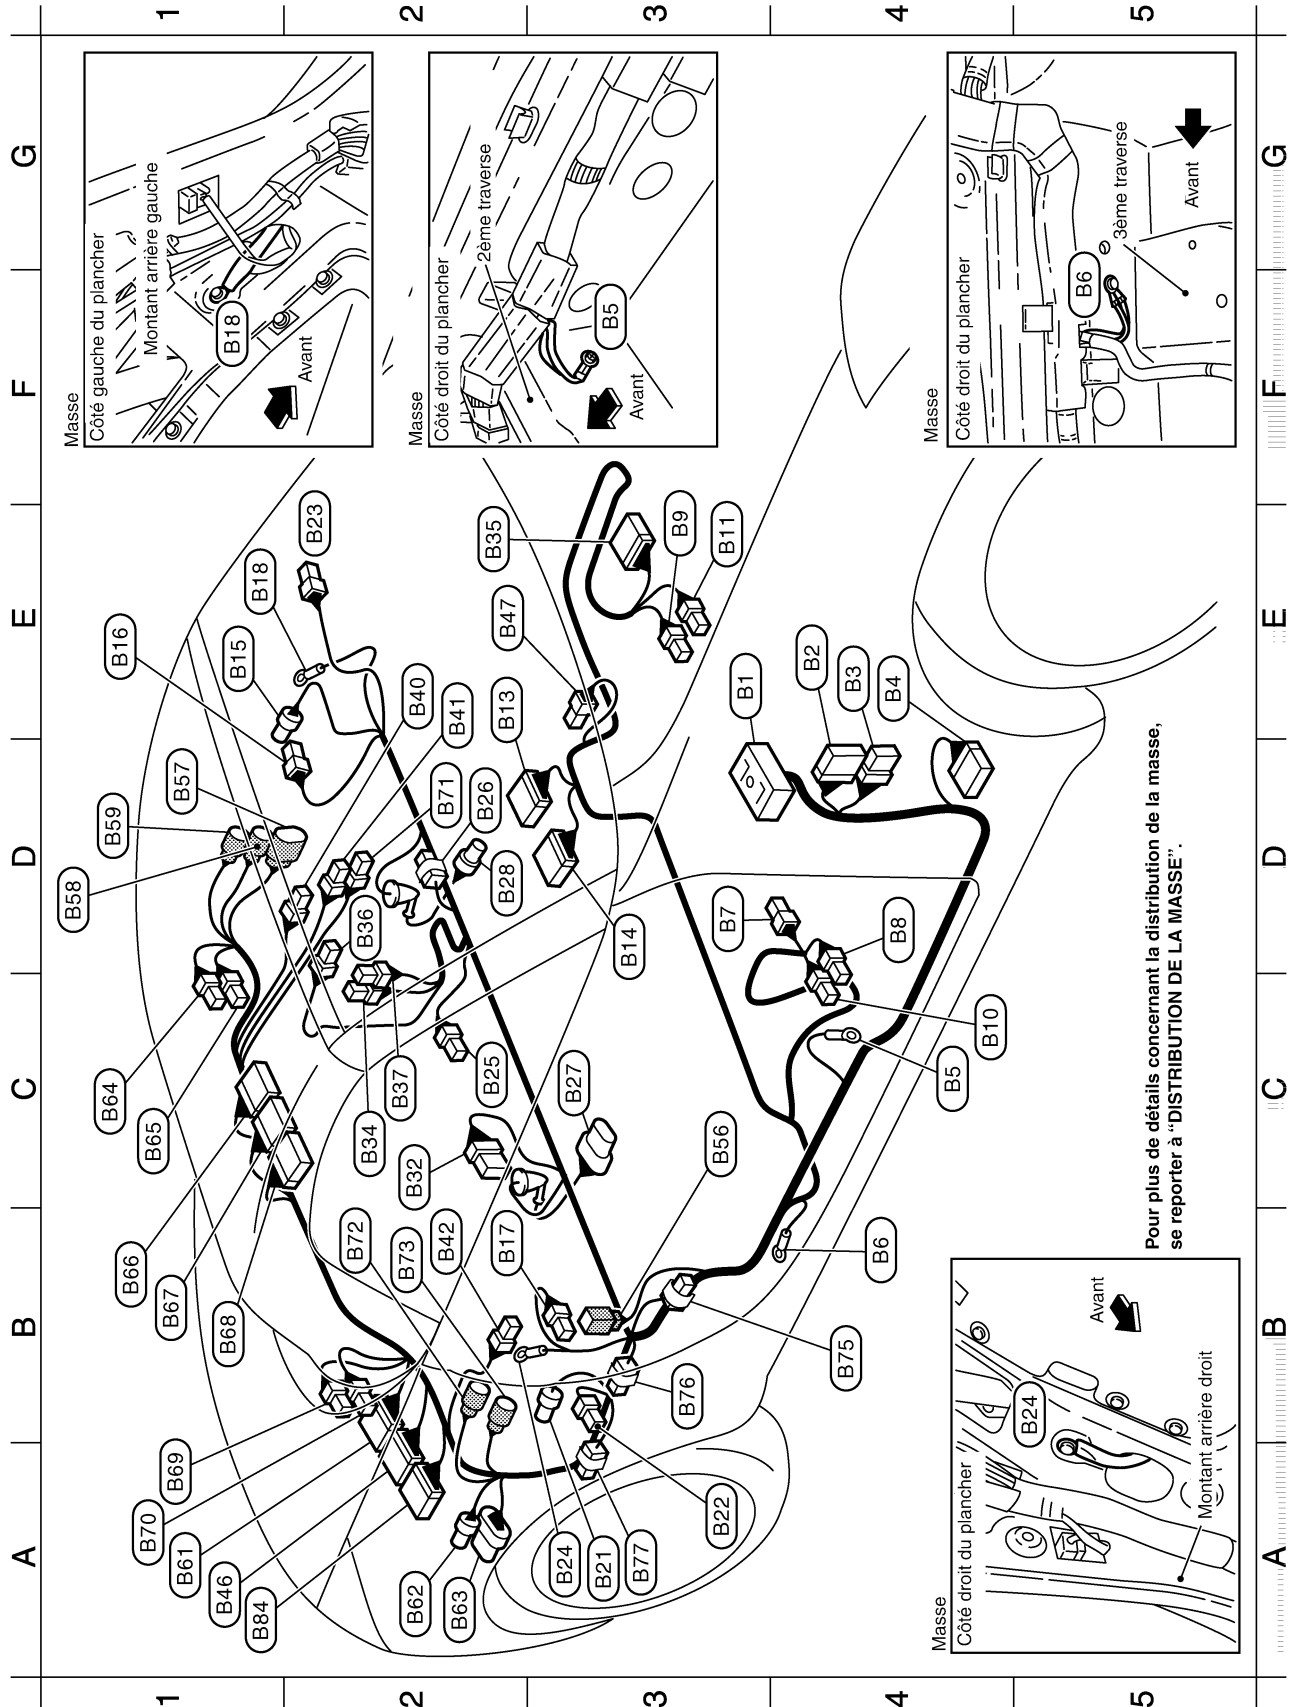 1
2
3
4
5
G
F
E
D
C
B
A
Masse
Côté gauche du plancher
Montant arrière gauche
B18
Avant
Masse
Côté droit du plancher
2ème traverse
B5
Avant
Masse
Côté droit du plancher
B6
3ème traverse
Avant
B23
B18
B15
B16
B40
B41
B57
B59
B58
B71
B26
B28
B36
B35
B9
B11
B47
B13
B14
B1
B2
B3
B4
B7
B8
B10
B5
B64
B65
B34
B37
B25
B27
B32
B56
B66
B67
B68
B72
B73
B42
B17
B6
B75
B76
B69
B70
B61
B46
B84
B62
B63
B24
B21
B77
B22
Pour plus de détails concernant la distribution de la masse,
se reporter à “DISTRIBUTION DE LA MASSE”.
Masse
Côté droit du plancher
B24
Montant arrière droit
Avant
G
F
E
D
C
B
A
1
2
3
4
5